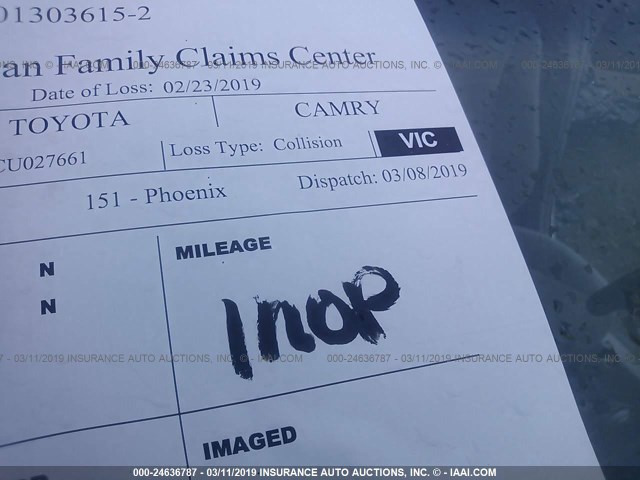 01303615-2
an Family Claims Center
Date of Loss: 02/23/2019
TOYOTA CAMRY
CU027661 Loss Type: Collision VIC
151 - Phoenix Dispatch: 03/08/2019
N MILEAGE
N
INOP
IMAGED
000-24636787 - 03/11/2019 INSURANCE AUTO AUCTIONS, INC. © - IAAI.COM